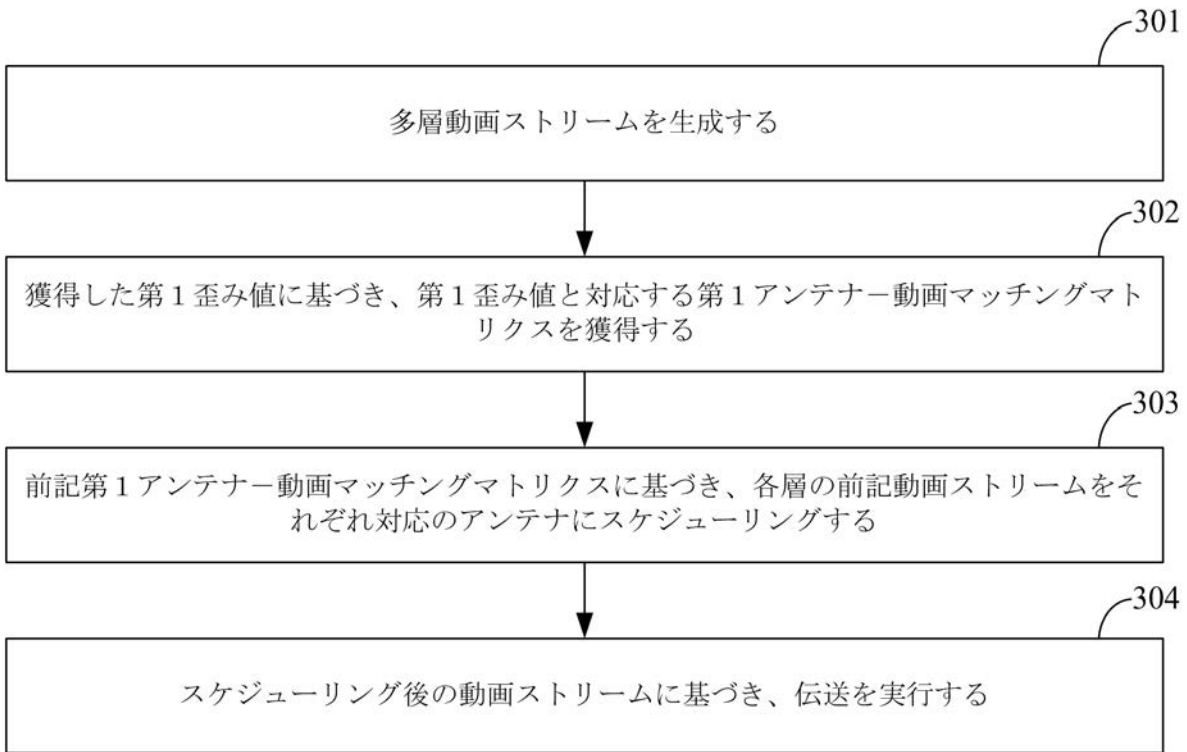 301
多層動画ストリームを生成する
302
獲得した第1歪み値に基づき、第1歪み値と対応する第1アンテナー動画マッチングマト
リクスを獲得する
303
前記第1アンテナー動画マッチングマトリクスに基づき、各層の前記動画ストリームをそ
れぞれ対応のアンテナにスケジューリングする
304
スケジューリング後の動画ストリームに基づき、伝送を実行する